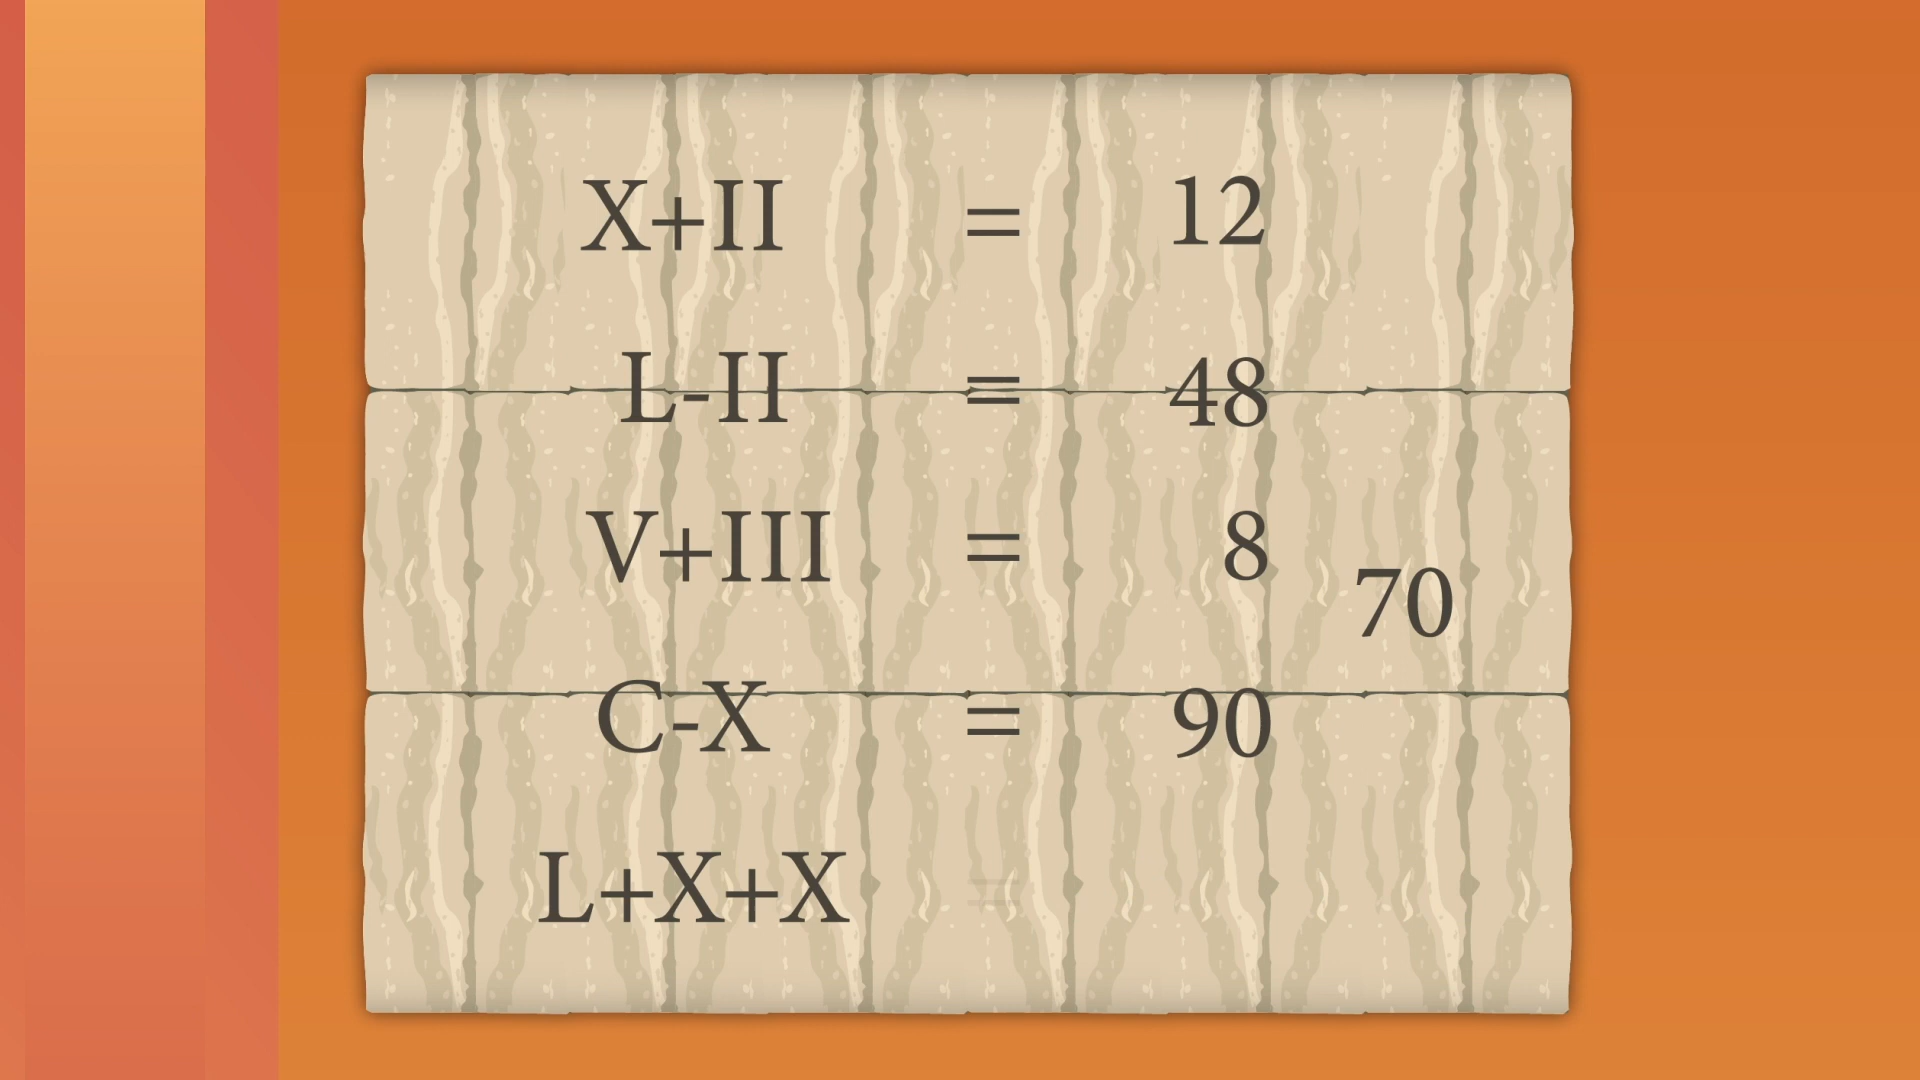 X+II = 12
L-II = 48
V+III = 8
70
C-X = 90
L+X+X =